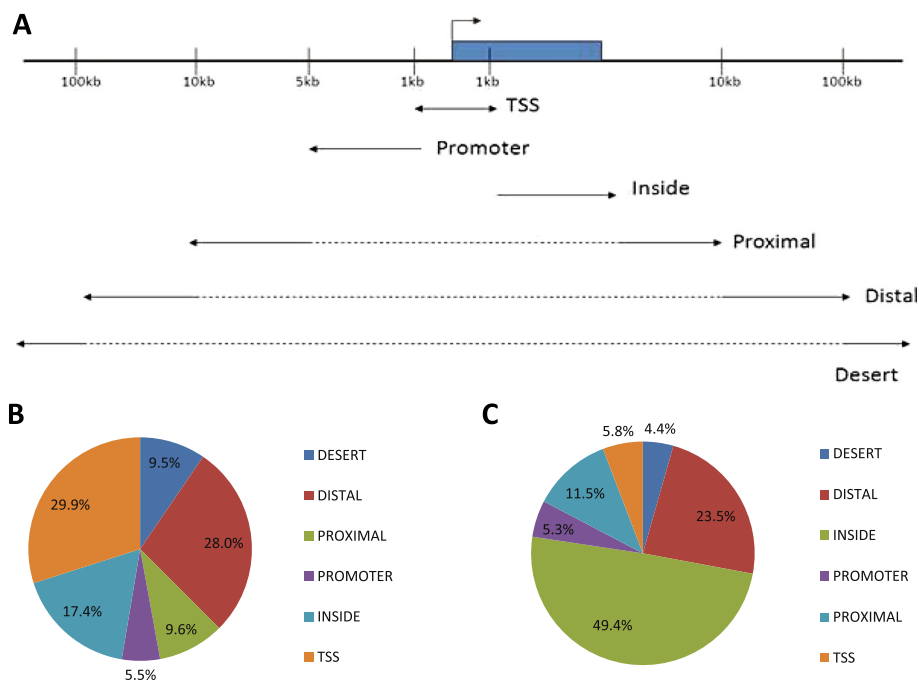 A
100kb 10kb 5kb 1kb 1kb 10kb 100kb
TSS
Promoter
Inside
Proximal
Distal
Desert
B
9.5%
28.0%
9.6%
5.5%
17.4%
29.9%
DESERT
DISTAL
PROXIMAL
PROMOTER
INSIDE
TSS
C
4.4%
23.5%
49.4%
5.3%
11.5%
5.8%
DESERT
DISTAL
INSIDE
PROMOTER
PROXIMAL
TSS